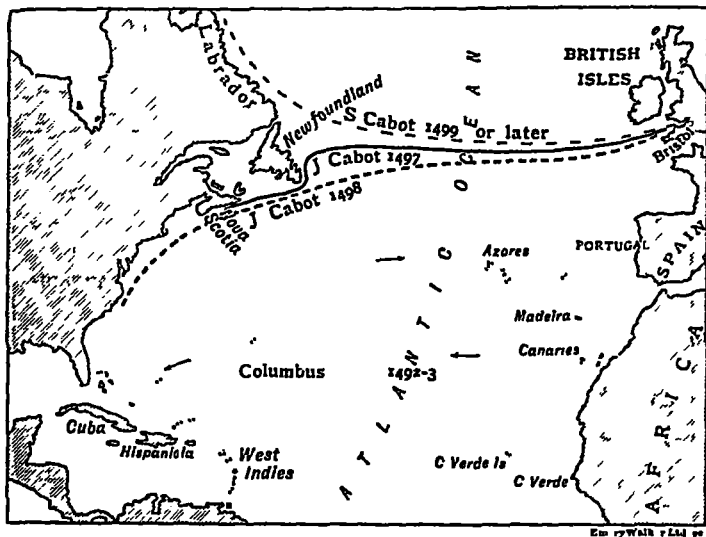 Labrador
BRITISH
ISLES
Newfoundland
S Cabot 1499 or later
Bristol
J Cabot 1497
J Cabot 1498
Nova
Scotia
ATLANTIC OCEAN
Azores
PORTUGAL
SPAIN
Madeira
Canaries
Columbus 1492-3
Cuba
Hispaniola
West
Indies
C Verde Is
C Verde
AFRICA